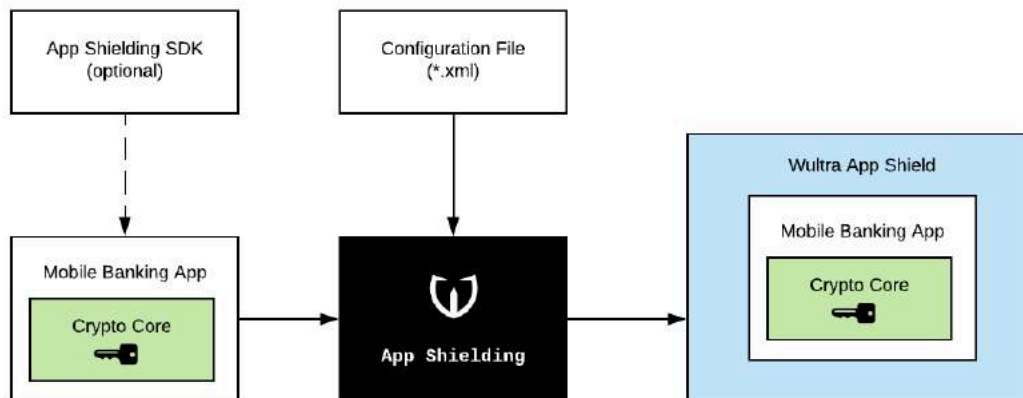 App Shielding SDK
(optional)
Configuration File
(*.xml)
Wultra App Shield
Mobile Banking App
Crypto Core
Mobile Banking App
Crypto Core
App Shielding